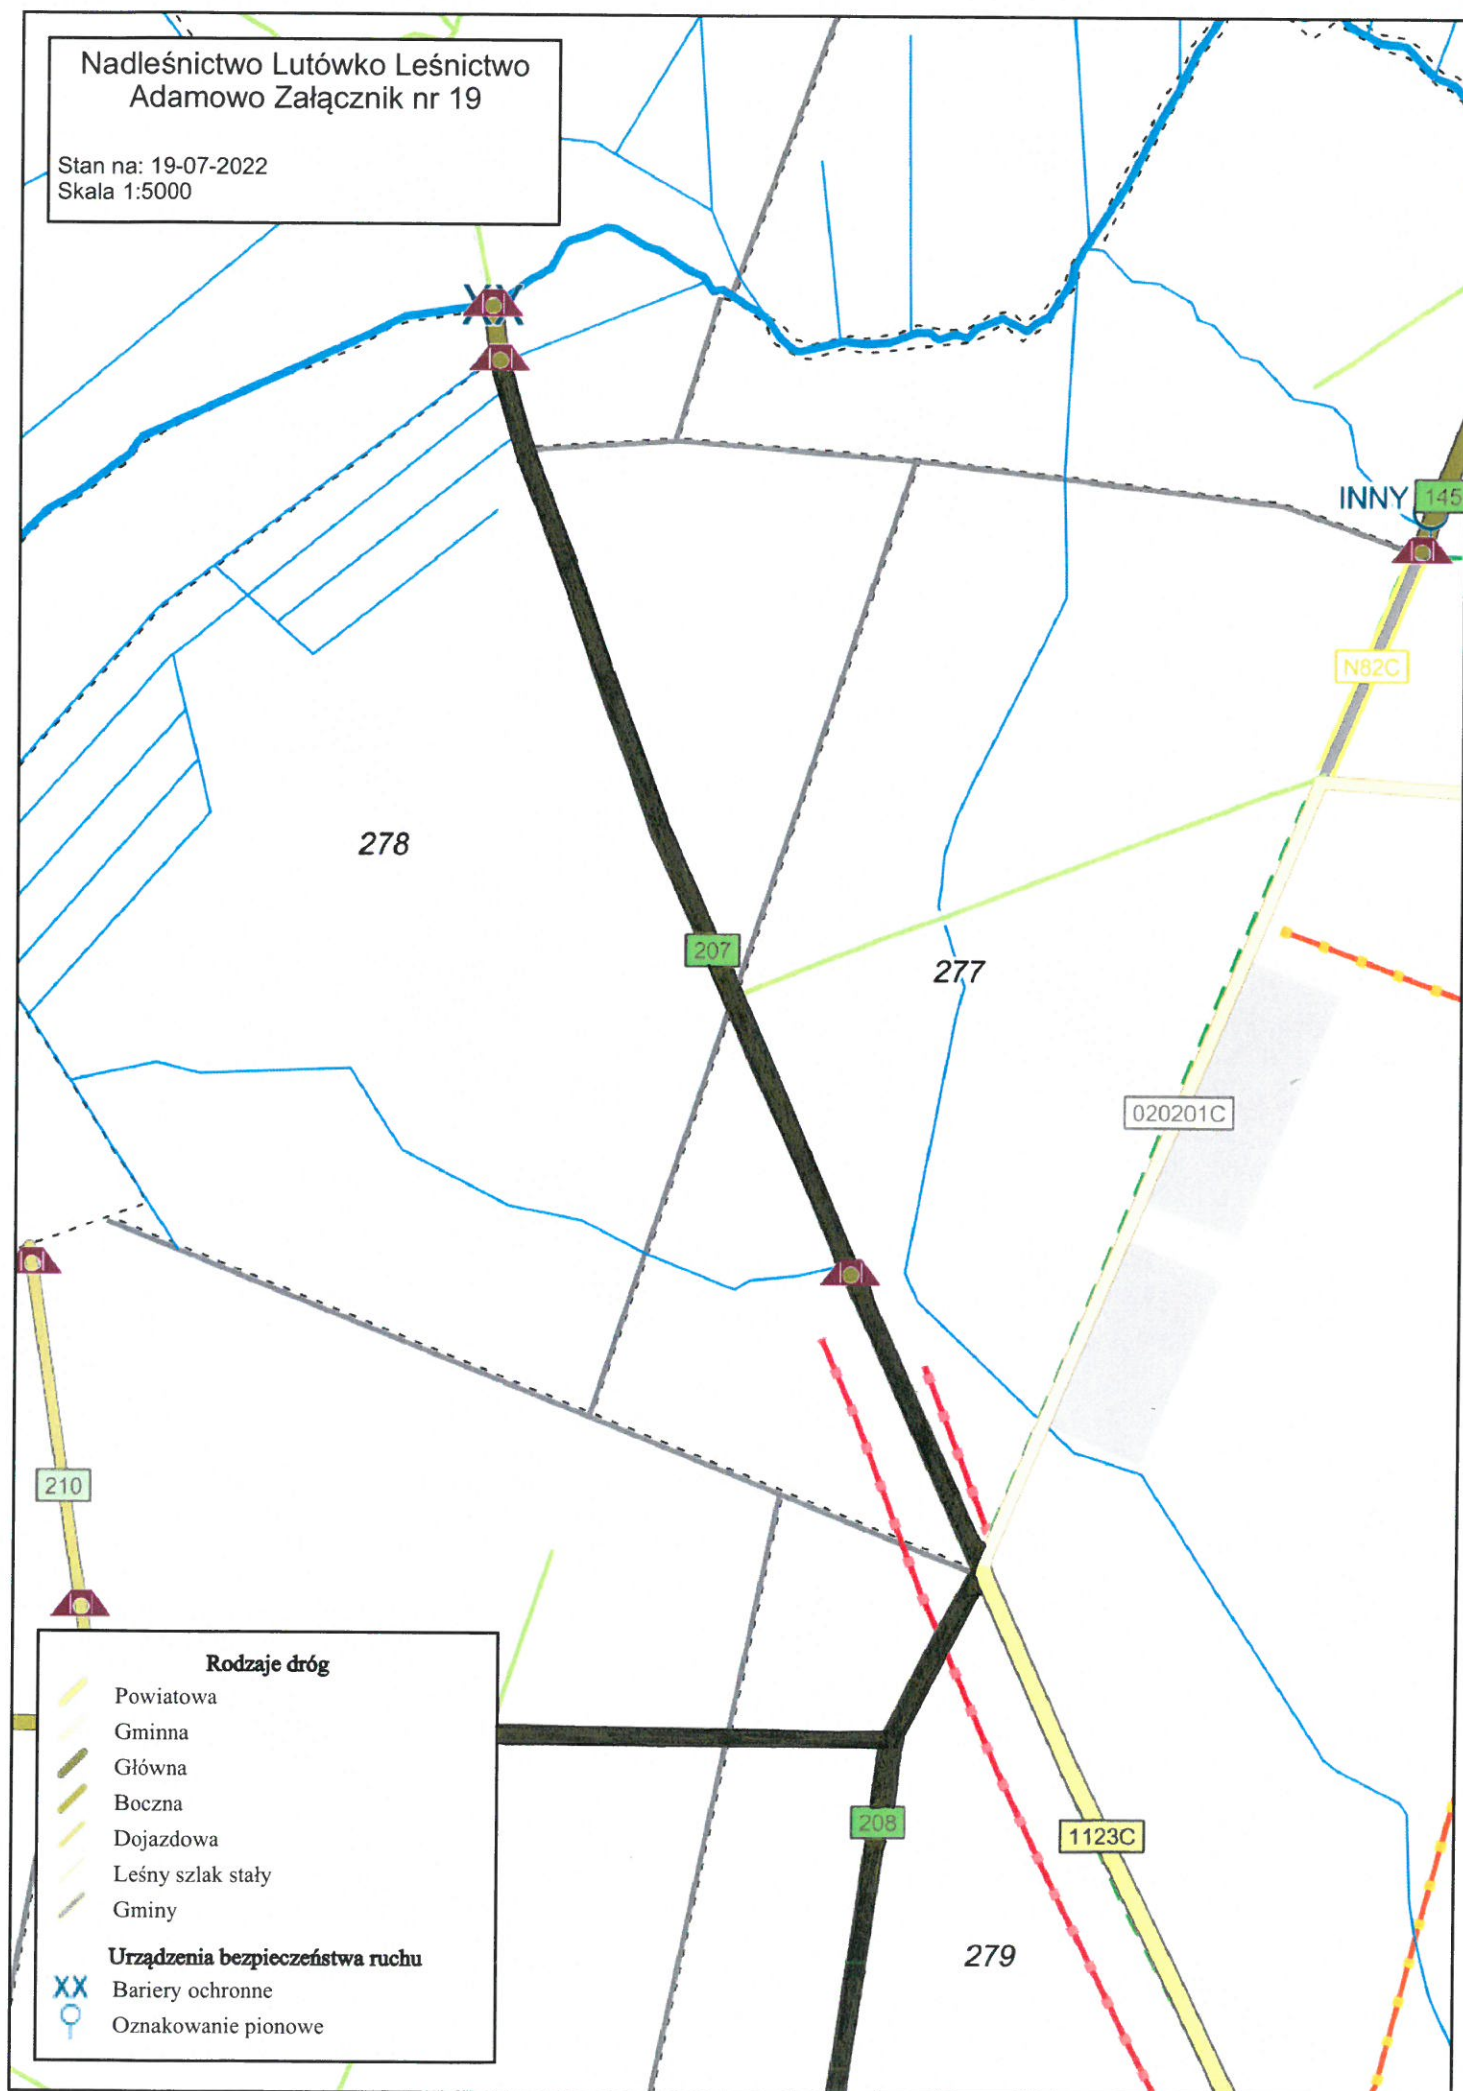 Nadleśnictwo Lutówko Leśnictwo
Adamowo Załącznik nr 19
Stan na: 19-07-2022
Skala 1:5000
INNY
145
N82C
278
207
277
020201C
210
208
1123C
279
Rodzaje dróg
Powiatowa
Gminna
Główna
Boczna
Dojazdowa
Leśny szlak stały
Gminy
Urządzenia bezpieczeństwa ruchu
Bariery ochronne
Oznakowanie pionowe